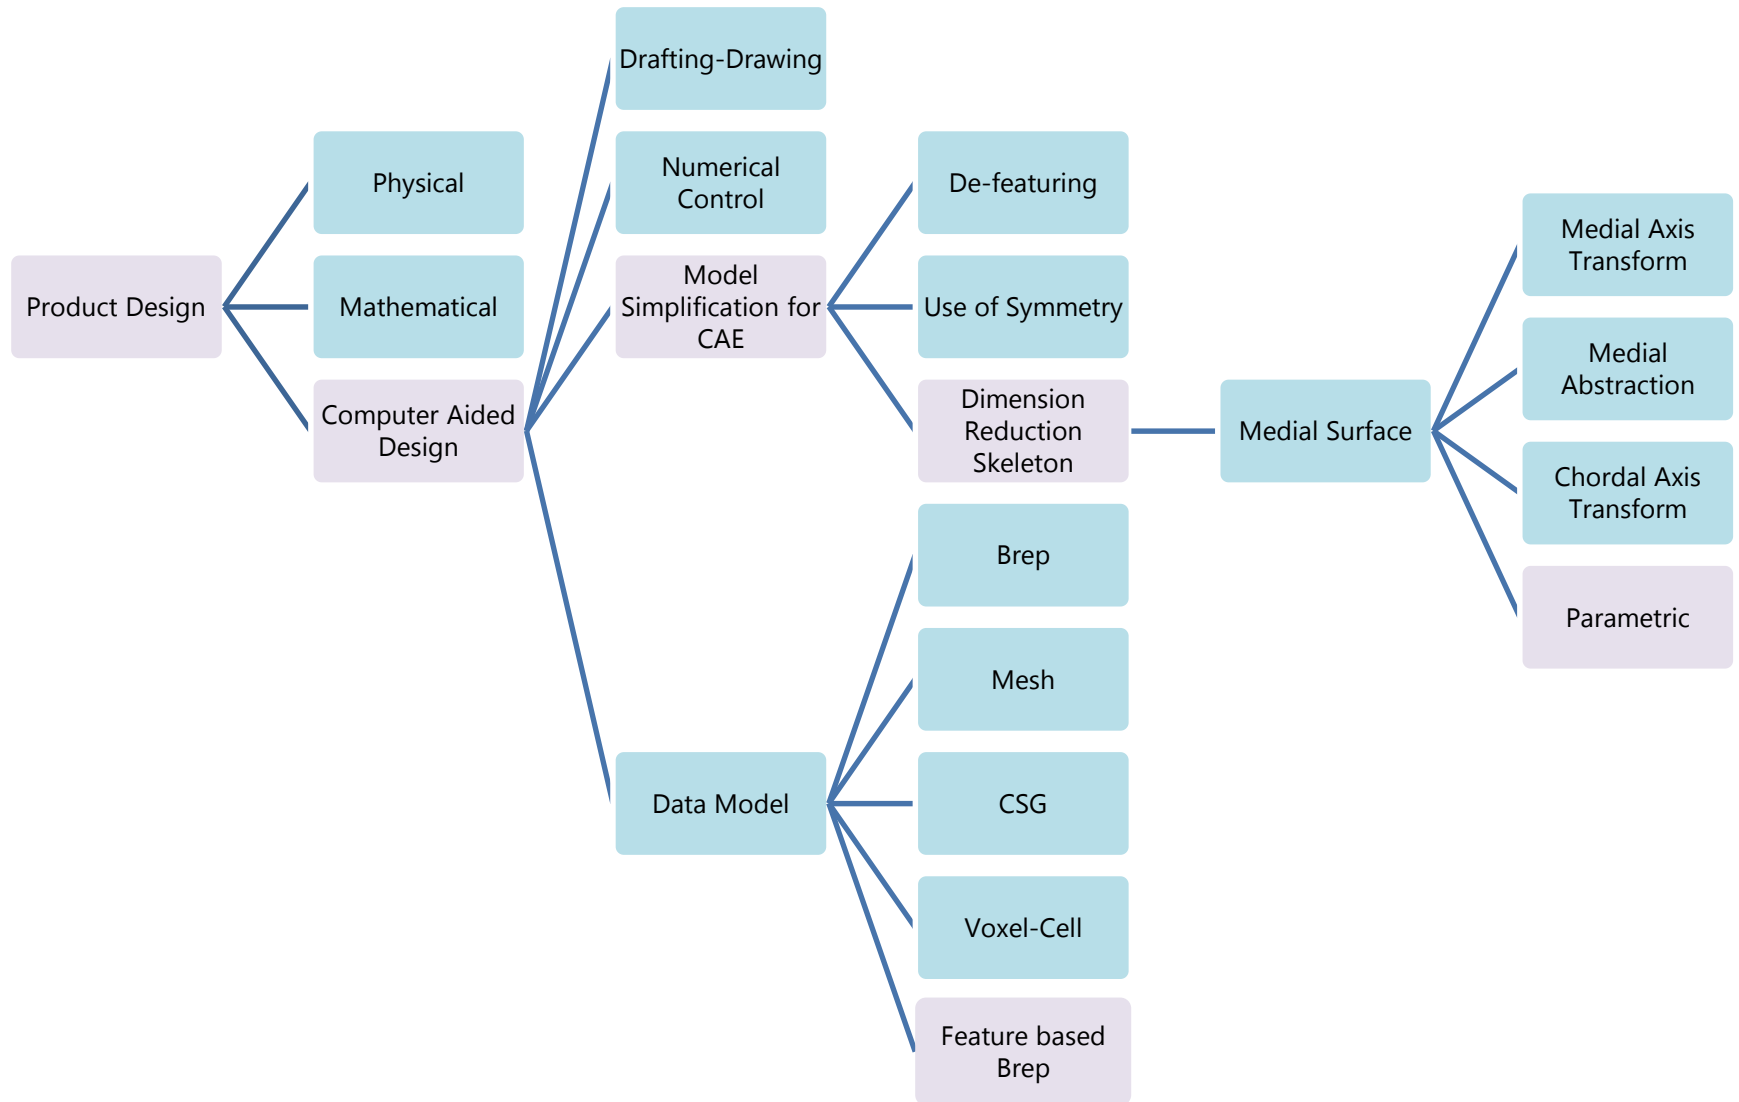 Drafting-Drawing
Physical
Numerical
Control
De-featuring
Product Design
Mathematical
Model
Simplification for
CAE
Use of Symmetry
Medial Axis
Transform
Computer Aided
Design
Dimension
Reduction
Skeleton
Medial Surface
Medial
Abstraction
Chordal Axis
Transform
Brep
Parametric
Mesh
Data Model
CSG
Voxel-Cell
Feature based
Brep